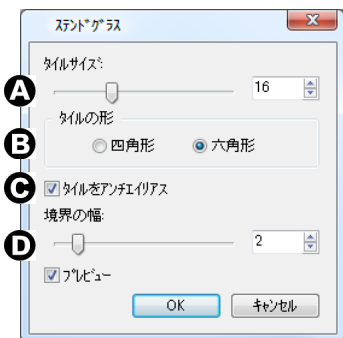 ｽﾃﾝﾄﾞｸﾞﾗｽ
ﾀｲﾙｻｲｽﾞ:
A 16
ﾀｲﾙの形
B 四角形 六角形
C ﾀｲﾙをｱﾝﾁｴｲﾘｱｽ
境界の幅:
D 2
ﾌﾟﾚﾋﾞｭｰ
OK ｷｬﾝｾﾙ